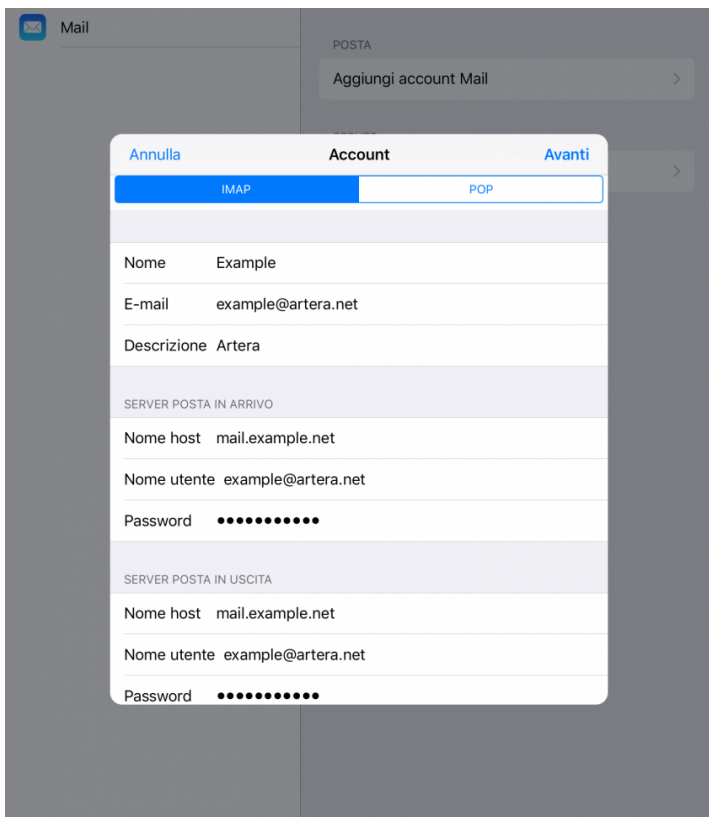 Mail
POSTA
Aggiungi account Mail
Annulla Account Avanti
IMAP POP
Nome Example
E-mail example@artera.net
Descrizione Artera
SERVER POSTA IN ARRIVO
Nome host mail.example.net
Nome utente example@artera.net
Password •••••••••••
SERVER POSTA IN USCITA
Nome host mail.example.net
Nome utente example@artera.net
Password •••••••••••